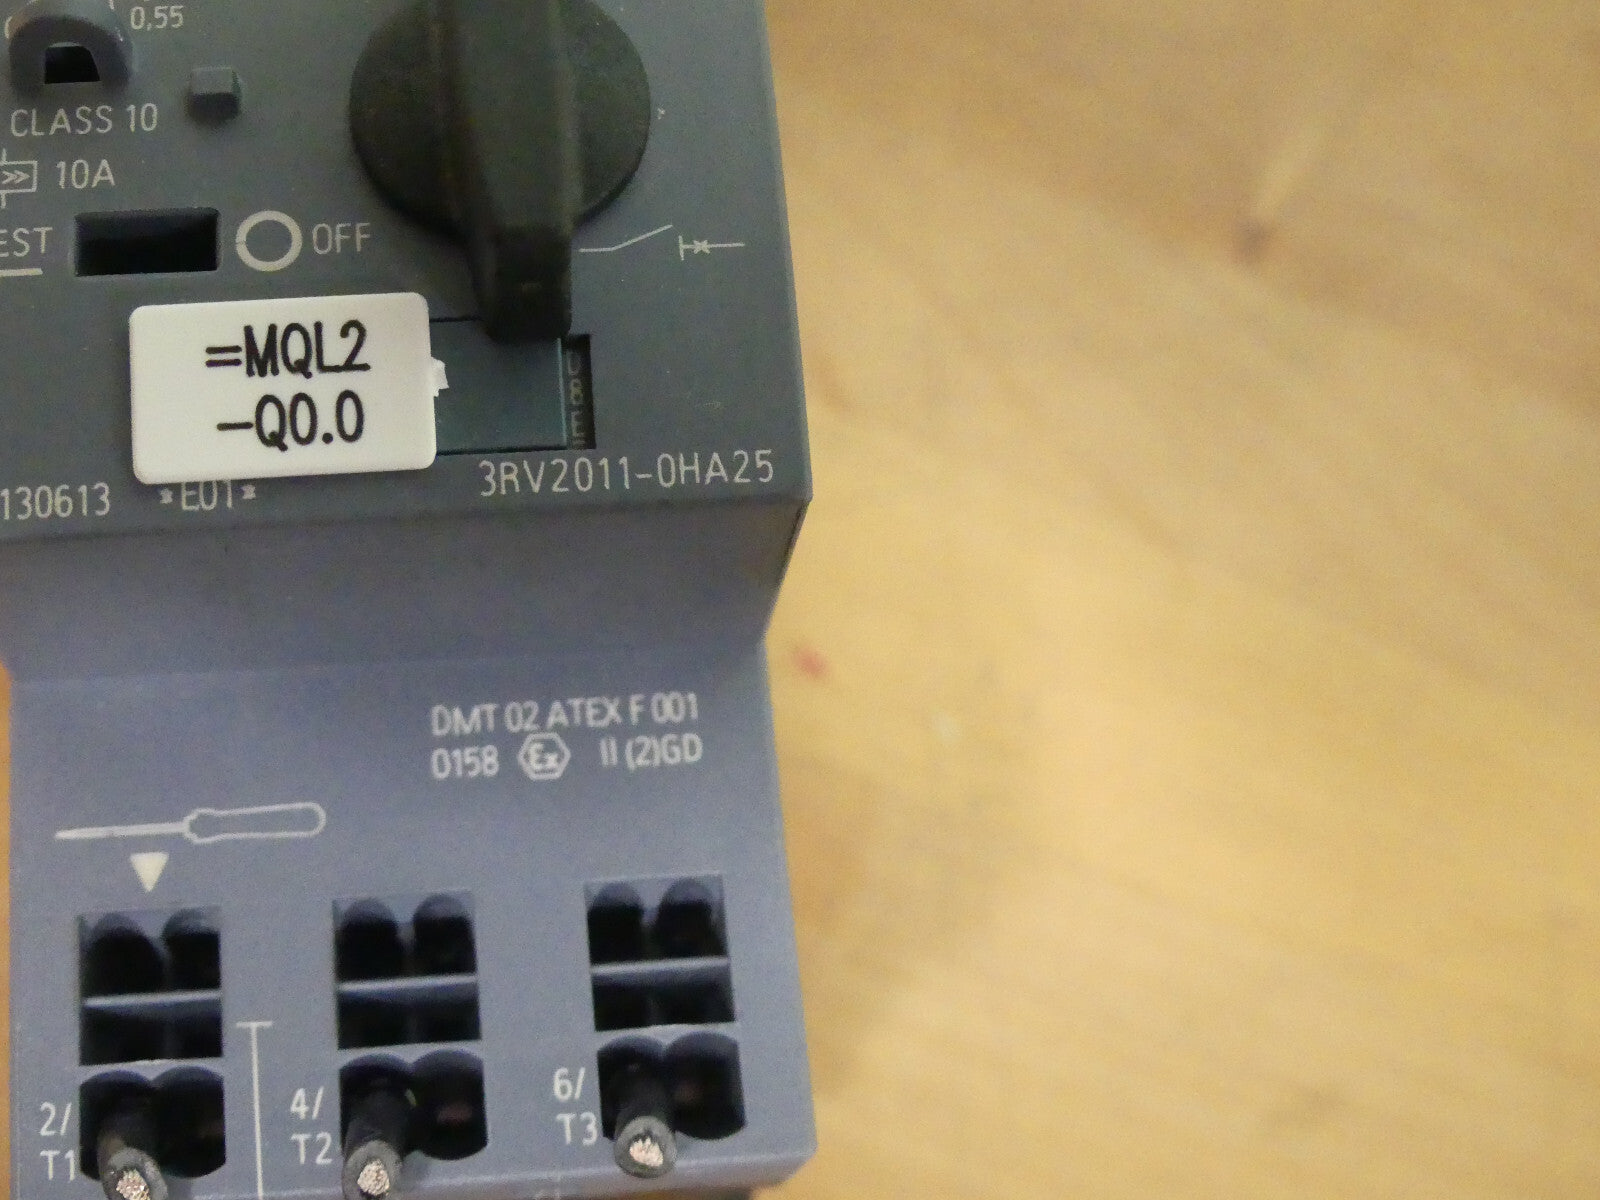 0,55
CLASS 10
10A
EST
OFF
=MQL2
-Q0.0
130613 *E01*
3RV2011-0HA25
DMT 02 ATEX F 001
0158 Ex II (2)GD
2/
T1
4/
T2
6/
T3